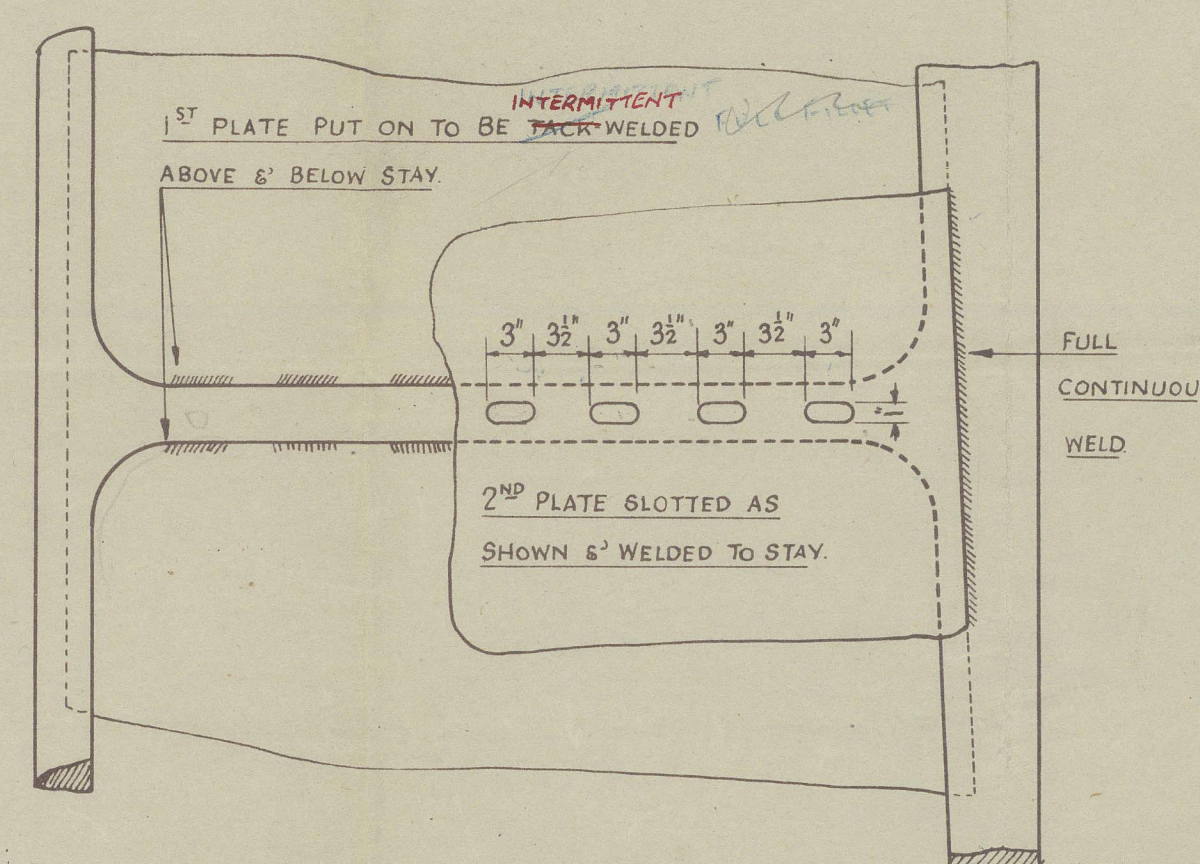 INTERMITTENT
1ST PLATE PUT ON TO BE TACK-WELDED
ABOVE & BELOW STAY.
3" 3½" 3" 3½" 3" 3½" 3"
1"
FULL
CONTINUOU
WELD.
2ND PLATE SLOTTED AS
SHOWN & WELDED TO STAY.